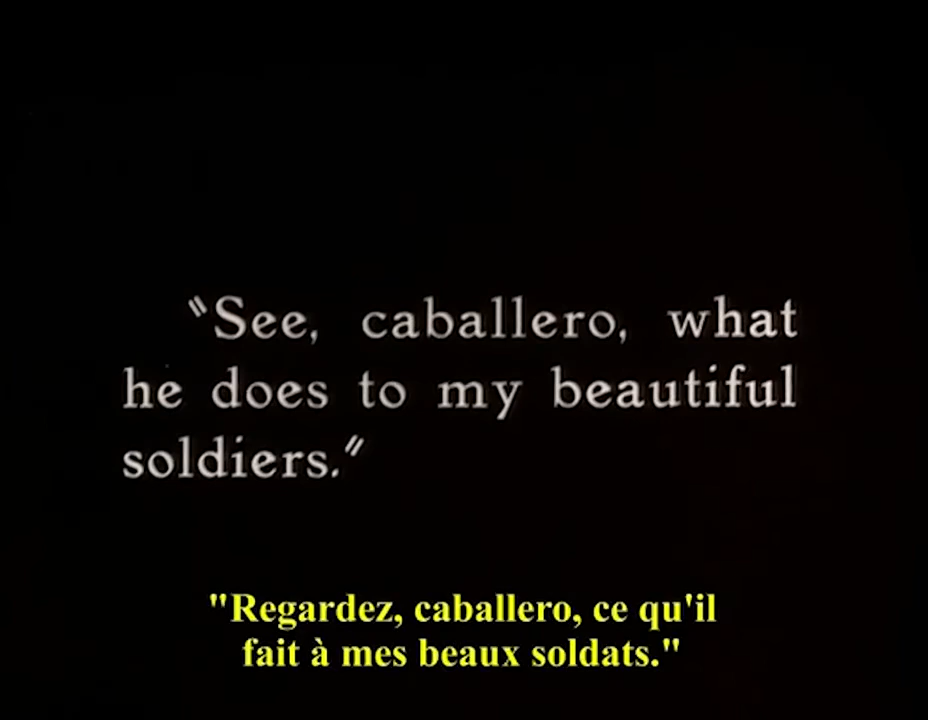 "See, caballero, what
he does to my beautiful
soldiers."
"Regardez, caballero, ce qu'il
fait à mes beaux soldats."